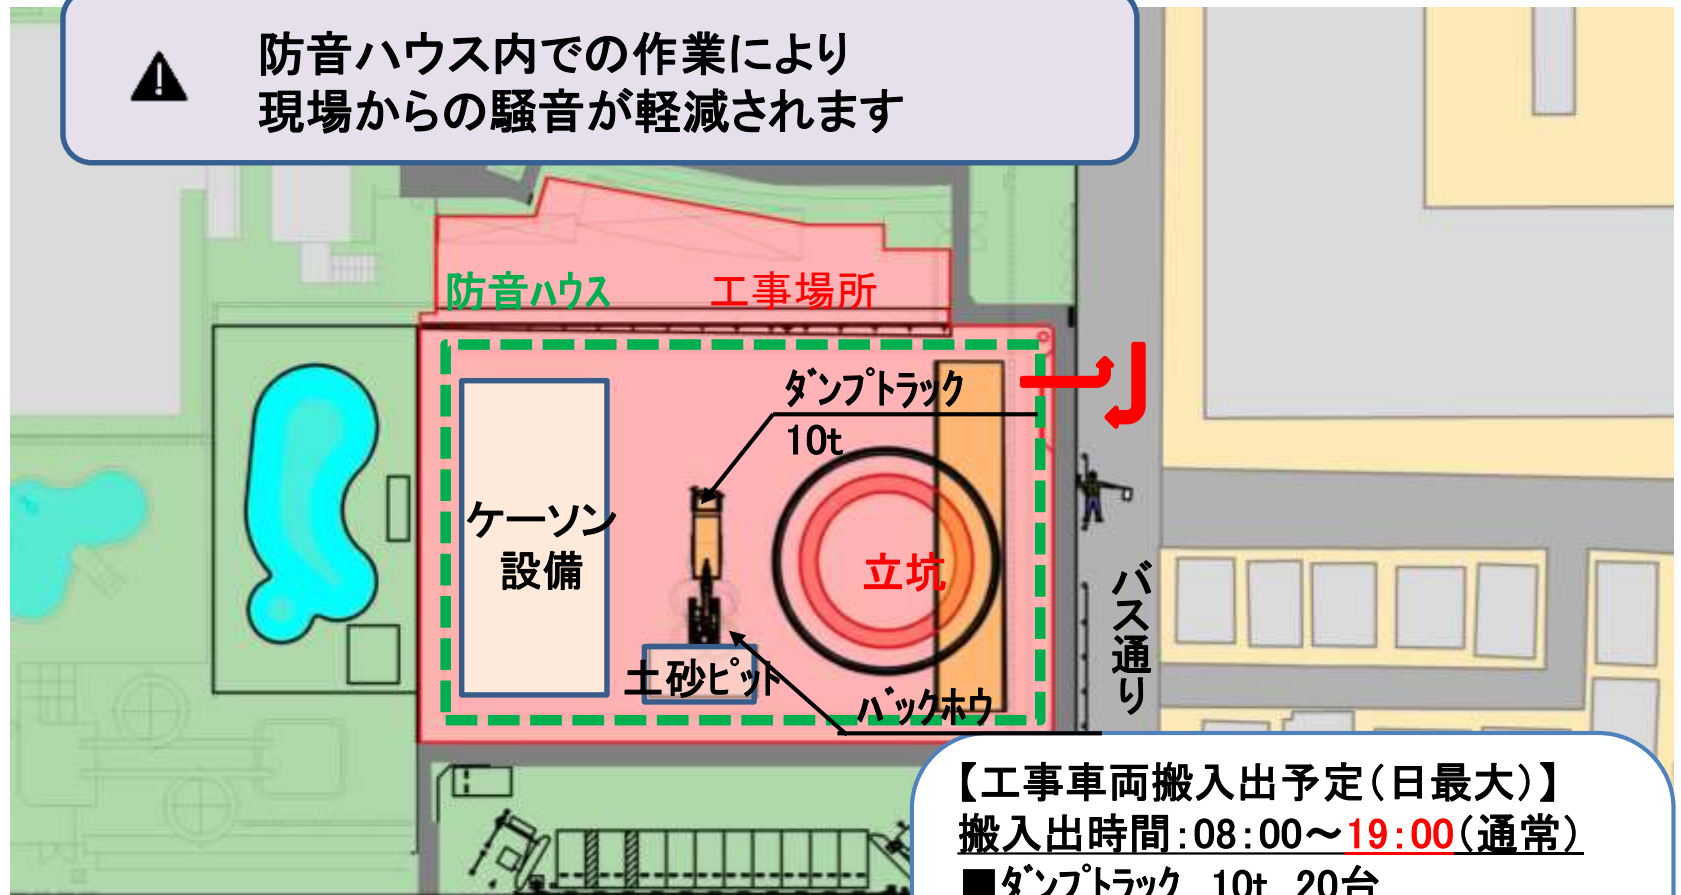 防音ハウス内での作業により
現場からの騒音が軽減されます
防音ハウス
工事場所
ダンプトラック
10t
ケーソン
設備
立坑
土砂ピット
バックホウ
バス通り
【工事車両搬入出予定(日最大)】
搬入出時間:08:00～19:00(通常)
■ダンプトラック 10t 20台